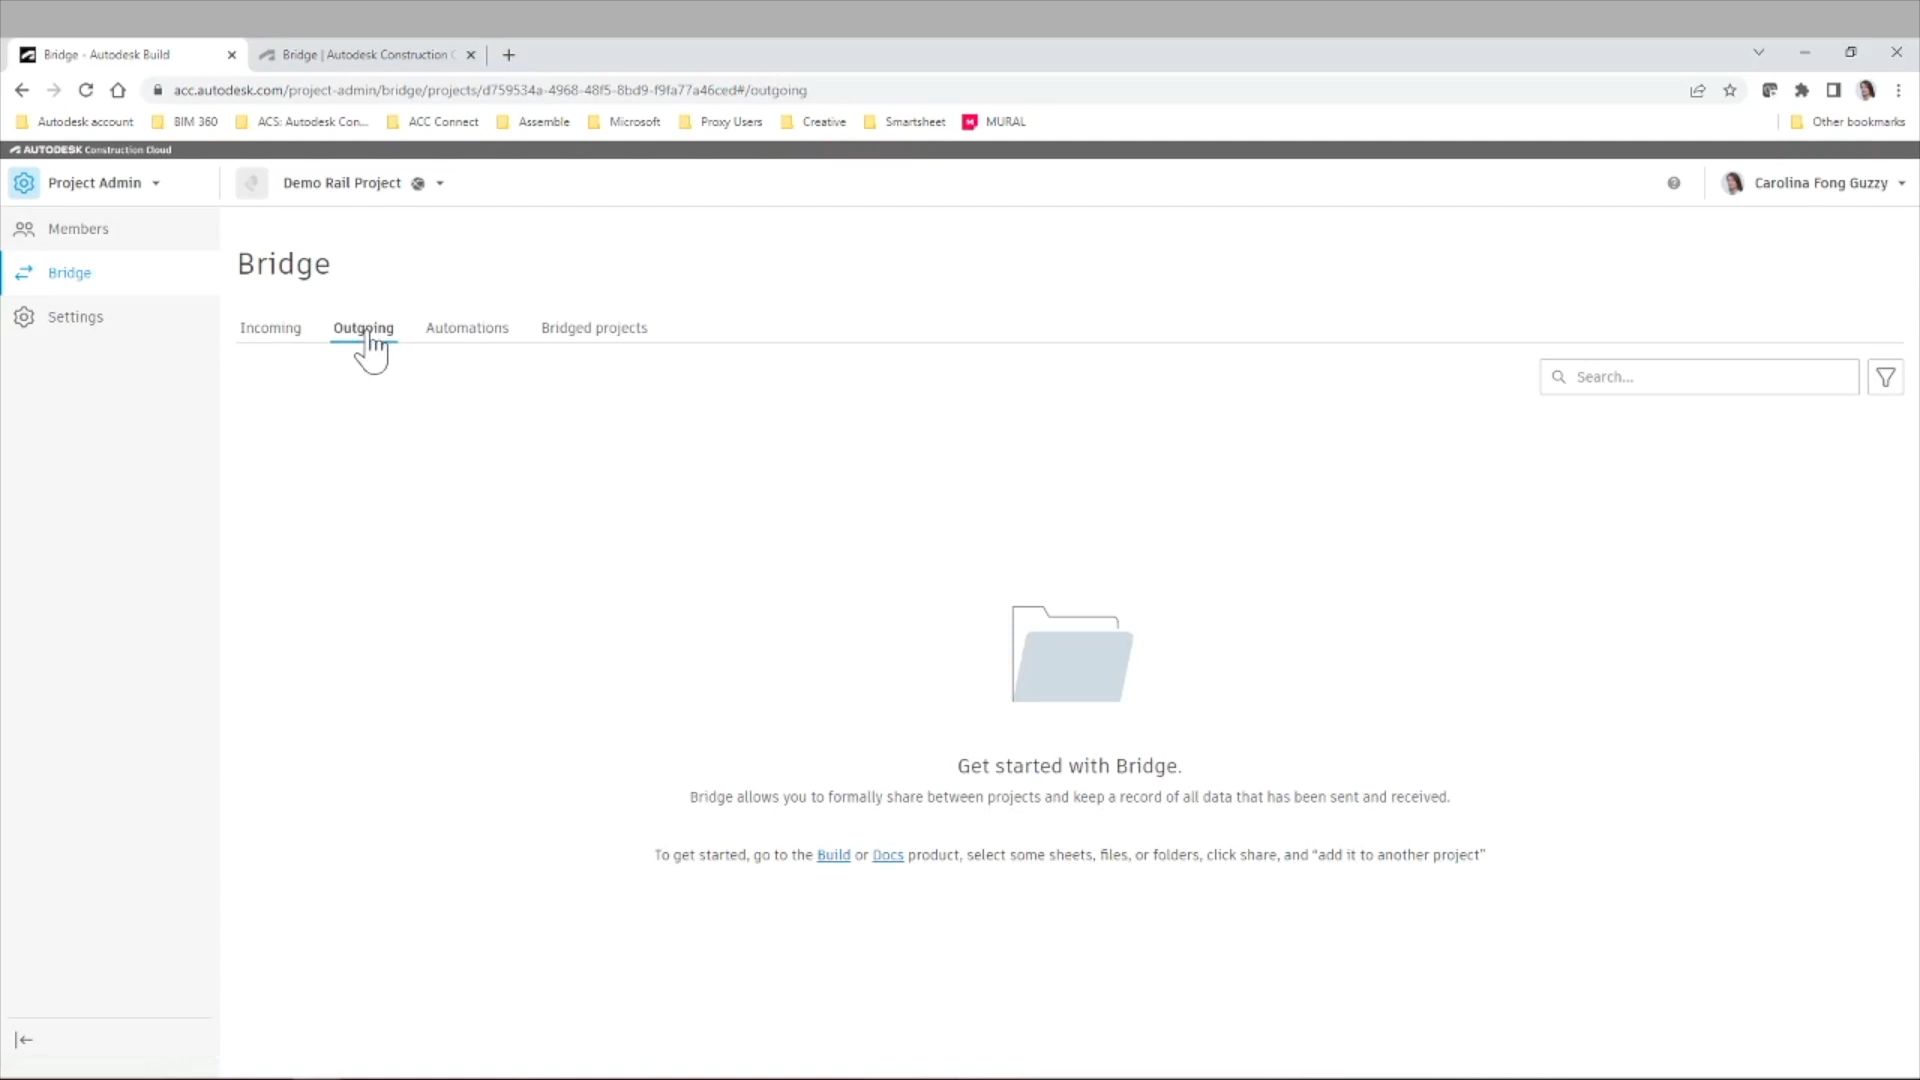 Bridge - Autodesk Build
Bridge | Autodesk Construction C
acc.autodesk.com/project-admin/bridge/projects/d759534a-4968-48f5-8bd9-f9fa77a46ced#/outgoing
Autodesk account
BIM 360
ACS: Autodesk Con...
ACC Connect
Assemble
Microsoft
Proxy Users
Creative
Smartsheet
MURAL
Other bookmarks
AUTODESK Construction Cloud
Project Admin
Demo Rail Project
Carolina Fong Guzzy
Members
Bridge
Settings
Bridge
Incoming
Outgoing
Automations
Bridged projects
Search...
Get started with Bridge.
Bridge allows you to formally share between projects and keep a record of all data that has been sent and received.
To get started, go to the Build or Docs product, select some sheets, files, or folders, click share, and “add it to another project”